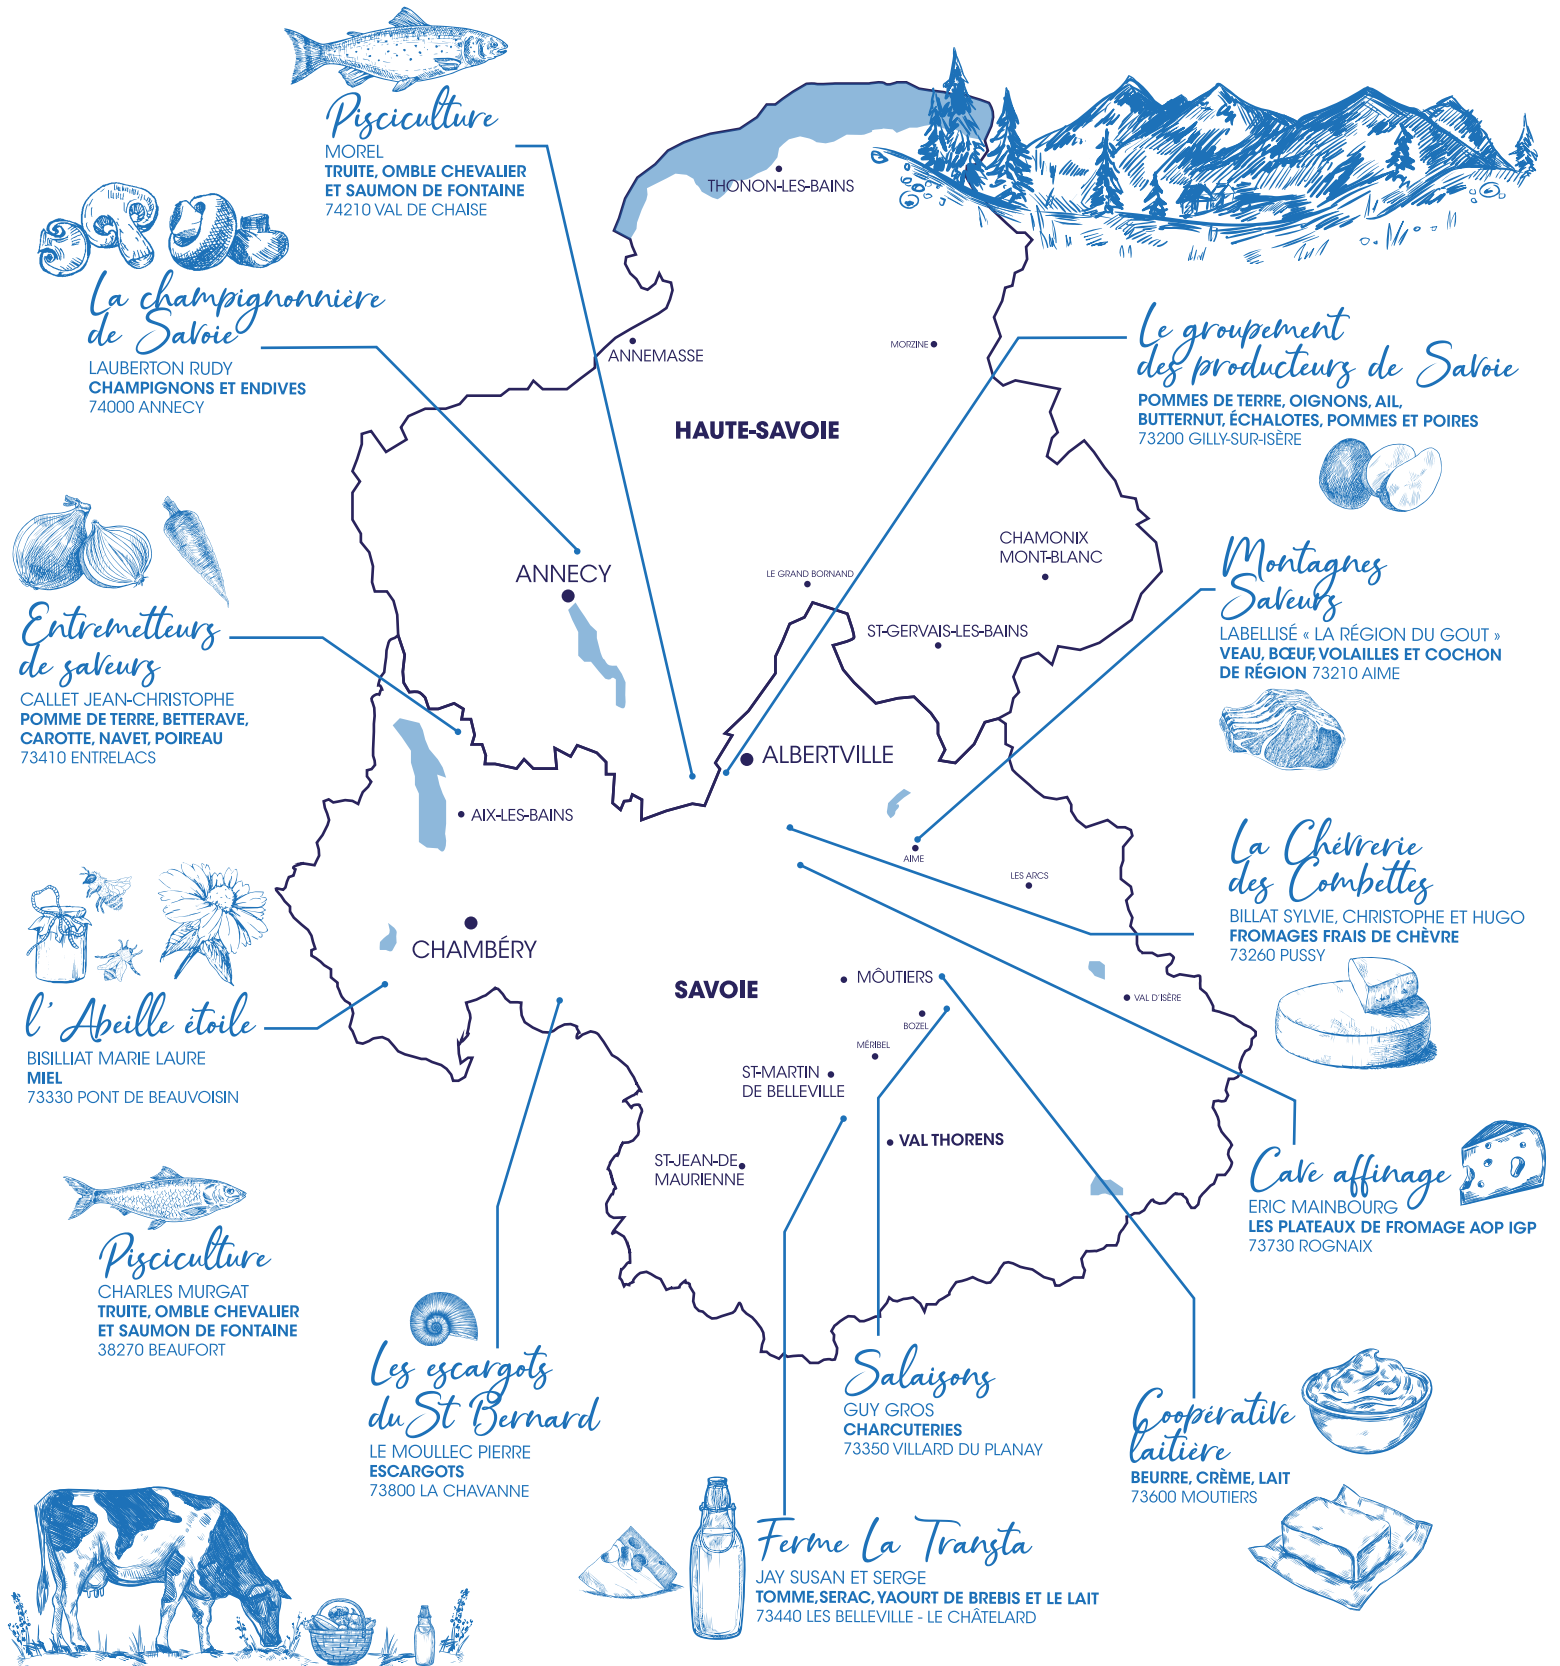 Pisciculture
MOREL
TRUITE, OMBLE CHEVALIER
ET SAUMON DE FONTAINE
74210 VAL DE CHAISE
THONON-LES-BAINS
La champignonnière
de Savoie
LAUBERTON RUDY
CHAMPIGNONS ET ENDIVES
74000 ANNECY
ANNEMASSE
MORZINE
Le groupement
des producteurs de Savoie
POMMES DE TERRE, OIGNONS, AIL,
BUTTERNUT, ÉCHALOTES, POMMES ET POIRES
73200 GILLY-SUR-ISÈRE
HAUTE-SAVOIE
CHAMONIX
MONT-BLANC
ANNECY
LE GRAND BORNAND
ST-GERVAIS-LES-BAINS
Montagnes
Saveurs
LABELLISÉ « LA RÉGION DU GOUT »
VEAU, BŒUF, VOLAILLES ET COCHON
DE RÉGION 73210 AIME
Entremetteurs
de saveurs
CALLET JEAN-CHRISTOPHE
POMME DE TERRE, BETTERAVE,
CAROTTE, NAVET, POIREAU
73410 ENTRELACS
ALBERTVILLE
AIX-LES-BAINS
AIME
LES ARCS
La Chévrerie
des Combettes
BILLAT SYLVIE, CHRISTOPHE ET HUGO
FROMAGES FRAIS DE CHÈVRE
73260 PUSSY
CHAMBÉRY
SAVOIE
MÔUTIERS
VAL D'ISÈRE
BOZEL
MÉRIBEL
ST-MARTIN
DE BELLEVILLE
VAL THORENS
ST-JEAN-DE
MAURIENNE
l' Abeille étoile
BISILLIAT MARIE LAURE
MIEL
73330 PONT DE BEAUVOISIN
Cave affinage
ERIC MAINBOURG
LES PLATEAUX DE FROMAGE AOP IGP
73730 ROGNAIX
Pisciculture
CHARLES MURGAT
TRUITE, OMBLE CHEVALIER
ET SAUMON DE FONTAINE
38270 BEAUFORT
Les escargots
du St Bernard
LE MOULLEC PIERRE
ESCARGOTS
73800 LA CHAVANNE
Salaisons
GUY GROS
CHARCUTERIES
73350 VILLARD DU PLANAY
Coopérative
laitière
BEURRE, CRÈME, LAIT
73600 MOUTIERS
Ferme La Transta
JAY SUSAN ET SERGE
TOMME, SERAC, YAOURT DE BREBIS ET LE LAIT
73440 LES BELLEVILLE - LE CHÂTELARD